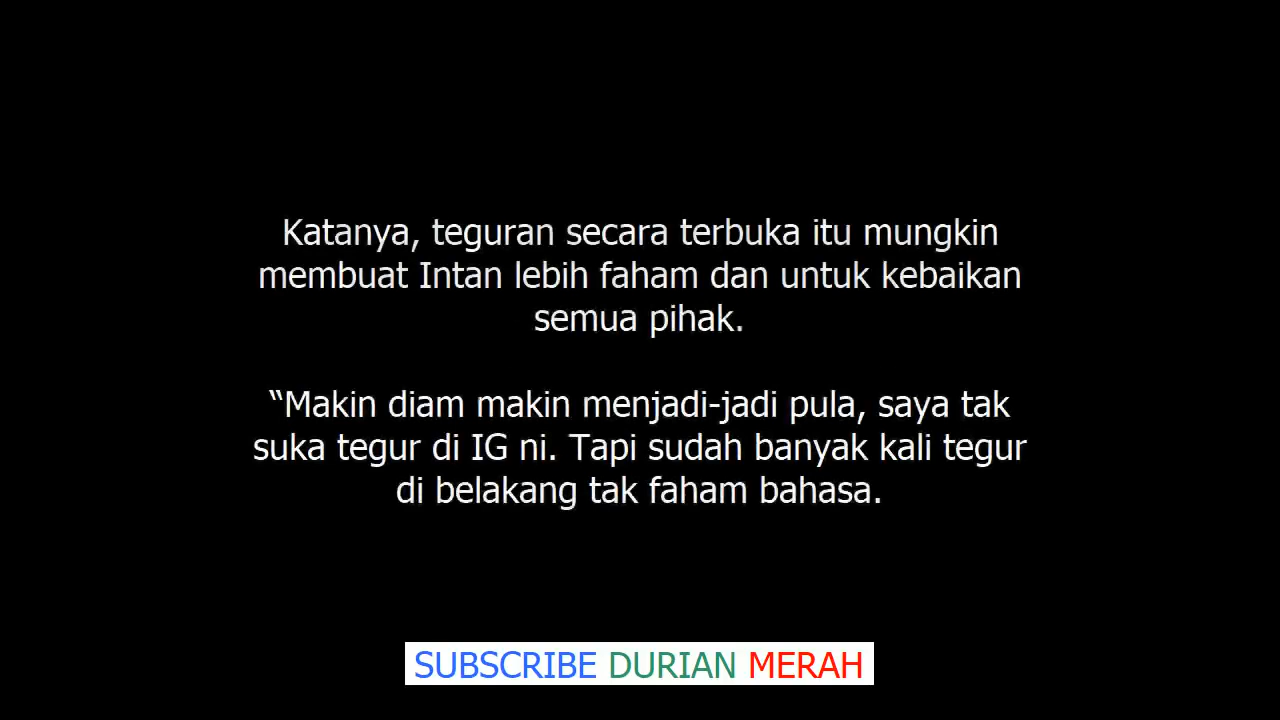 Katanya, teguran secara terbuka itu mungkin
membuat Intan lebih faham dan untuk kebaikan
semua pihak.
“Makin diam makin menjadi-jadi pula, saya tak
suka tegur di IG ni. Tapi sudah banyak kali tegur
di belakang tak faham bahasa.
SUBSCRIBE DURIAN MERAH